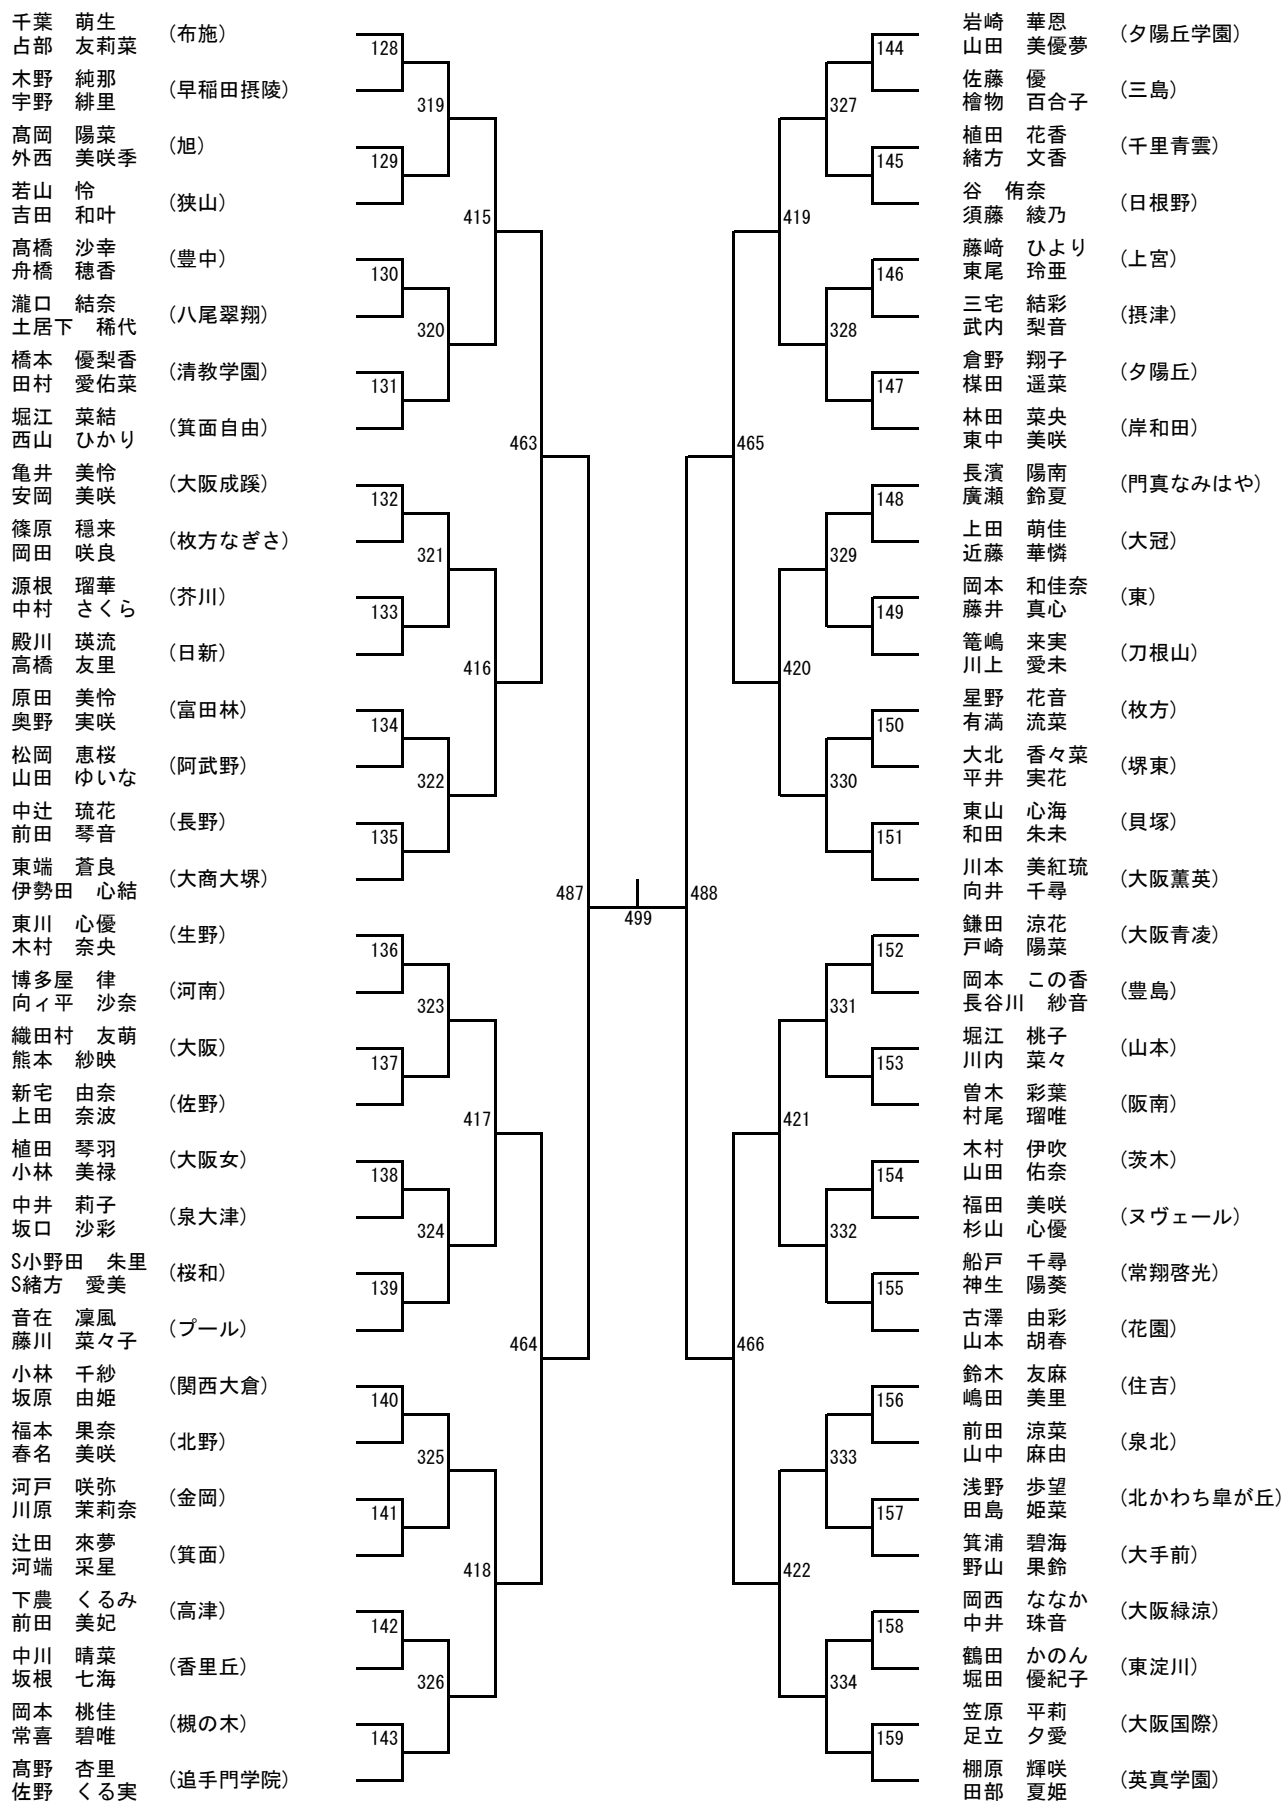 千葉　萌生
占部　友莉菜
(布施)
128
木野　純那
宇野　緋里
(早稲田摂陵)
319
髙岡　陽菜
外西　美咲季
(旭)
129
若山　怜
吉田　和叶
(狭山)
415
髙橋　沙幸
舟橋　穂香
(豊中)
130
瀧口　結奈
土居下　稀代
(八尾翠翔)
320
橋本　優梨香
田村　愛佑菜
(清教学園)
131
堀江　菜結
西山　ひかり
(箕面自由)
463
亀井　美怜
安岡　美咲
(大阪成蹊)
132
篠原　穏来
岡田　咲良
(枚方なぎさ)
321
源根　瑠華
中村　さくら
(芥川)
133
殿川　瑛流
高橋　友里
(日新)
416
原田　美怜
奥野　実咲
(富田林)
134
松岡　恵桜
山田　ゆいな
(阿武野)
322
中辻　琉花
前田　琴音
(長野)
135
東端　蒼良
伊勢田　心結
(大商大堺)
487
東川　心優
木村　奈央
(生野)
136
博多屋　律
向ィ平　沙奈
(河南)
323
織田村　友萌
熊本　紗映
(大阪)
137
新宅　由奈
上田　奈波
(佐野)
417
植田　琴羽
小林　美禄
(大阪女)
138
中井　莉子
坂口　沙彩
(泉大津)
324
S小野田　朱里
S緒方　愛美
(桜和)
139
音在　凜風
藤川　菜々子
(プール)
464
小林　千紗
坂原　由姫
(関西大倉)
140
福本　果奈
春名　美咲
(北野)
325
河戸　咲弥
川原　茉莉奈
(金岡)
141
辻田　來夢
河端　采星
(箕面)
418
下農　くるみ
前田　美妃
(高津)
142
中川　晴菜
坂根　七海
(香里丘)
326
岡本　桃佳
常喜　碧唯
(槻の木)
143
髙野　杏里
佐野　くる実
(追手門学院)
499
岩崎　華恩
山田　美優夢
(夕陽丘学園)
144
佐藤　優
檜物　百合子
(三島)
327
植田　花香
緒方　文香
(千里青雲)
145
谷　侑奈
須藤　綾乃
(日根野)
419
藤﨑　ひより
東尾　玲亜
(上宮)
146
三宅　結彩
武内　梨音
(摂津)
328
倉野　翔子
楳田　遥菜
(夕陽丘)
147
林田　菜央
東中　美咲
(岸和田)
465
長濱　陽南
廣瀬　鈴夏
(門真なみはや)
148
上田　萌佳
近藤　華憐
(大冠)
329
岡本　和佳奈
藤井　真心
(東)
149
篭嶋　来実
川上　愛未
(刀根山)
420
星野　花音
有満　流菜
(枚方)
150
大北　香々菜
平井　実花
(堺東)
330
東山　心海
和田　朱未
(貝塚)
151
川本　美紅琉
向井　千尋
(大阪薫英)
488
鎌田　涼花
戸崎　陽菜
(大阪青凌)
152
岡本　この香
長谷川　紗音
(豊島)
331
堀江　桃子
川内　菜々
(山本)
153
曽木　彩葉
村尾　瑠唯
(阪南)
421
木村　伊吹
山田　佑奈
(茨木)
154
福田　美咲
杉山　心優
(ヌヴェール)
332
船戸　千尋
神生　陽葵
(常翔啓光)
155
古澤　由彩
山本　胡春
(花園)
466
鈴木　友麻
嶋田　美里
(住吉)
156
前田　涼菜
山中　麻由
(泉北)
333
浅野　歩望
田島　姫菜
(北かわち皐が丘)
157
箕浦　碧海
野山　果鈴
(大手前)
422
岡西　ななか
中井　珠音
(大阪緑涼)
158
鶴田　かのん
堀田　優紀子
(東淀川)
334
笠原　平莉
足立　夕愛
(大阪国際)
159
棚原　輝咲
田部　夏姫
(英真学園)